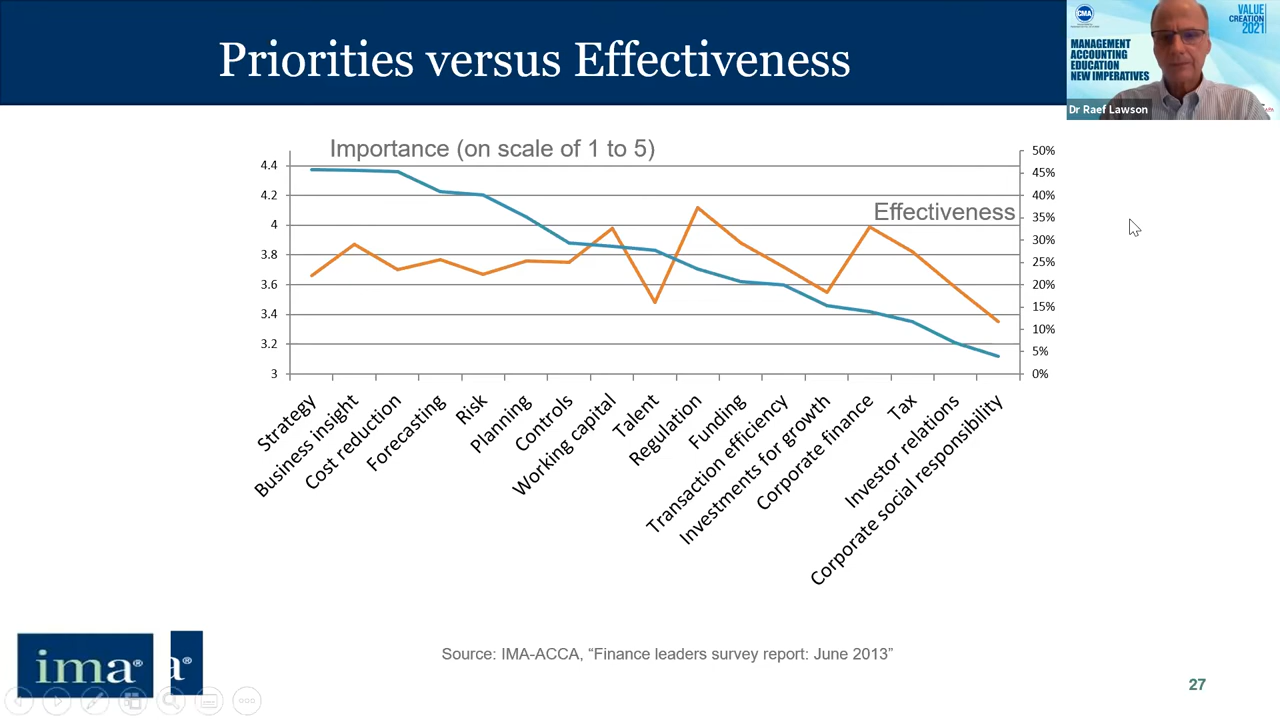 Priorities versus Effectiveness
CMA
VALUE
CREATION
2021
MANAGEMENT
ACCOUNTING
EDUCATION
NEW IMPERATIVES
Dr Raef Lawson
Importance (on scale of 1 to 5)
Effectiveness
4.4
4.2
4
3.8
3.6
3.4
3.2
3
50%
45%
40%
35%
30%
25%
20%
15%
10%
5%
0%
Strategy
Business insight
Cost reduction
Forecasting
Risk
Planning
Controls
Working capital
Talent
Regulation
Funding
Transaction efficiency
Investments for growth
Corporate finance
Tax
Investor relations
Corporate social responsibility
ima®
a®
Source: IMA-ACCA, “Finance leaders survey report: June 2013”
27